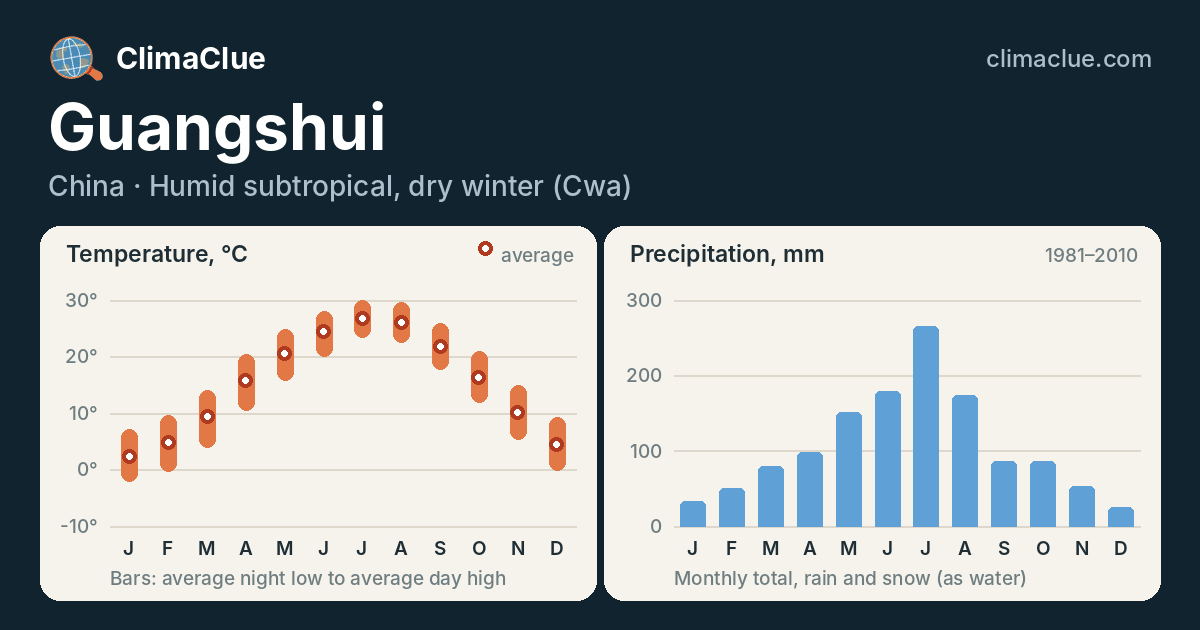 ClimaClue
climaclue.com
Guangshui
China · Humid subtropical, dry winter (Cwa)
Temperature, °C
average
30°
20°
10°
0°
-10°
J F M A M J J A S O N D
Bars: average night low to average day high
Precipitation, mm
1981–2010
300
200
100
0
J F M A M J J A S O N D
Monthly total, rain and snow (as water)